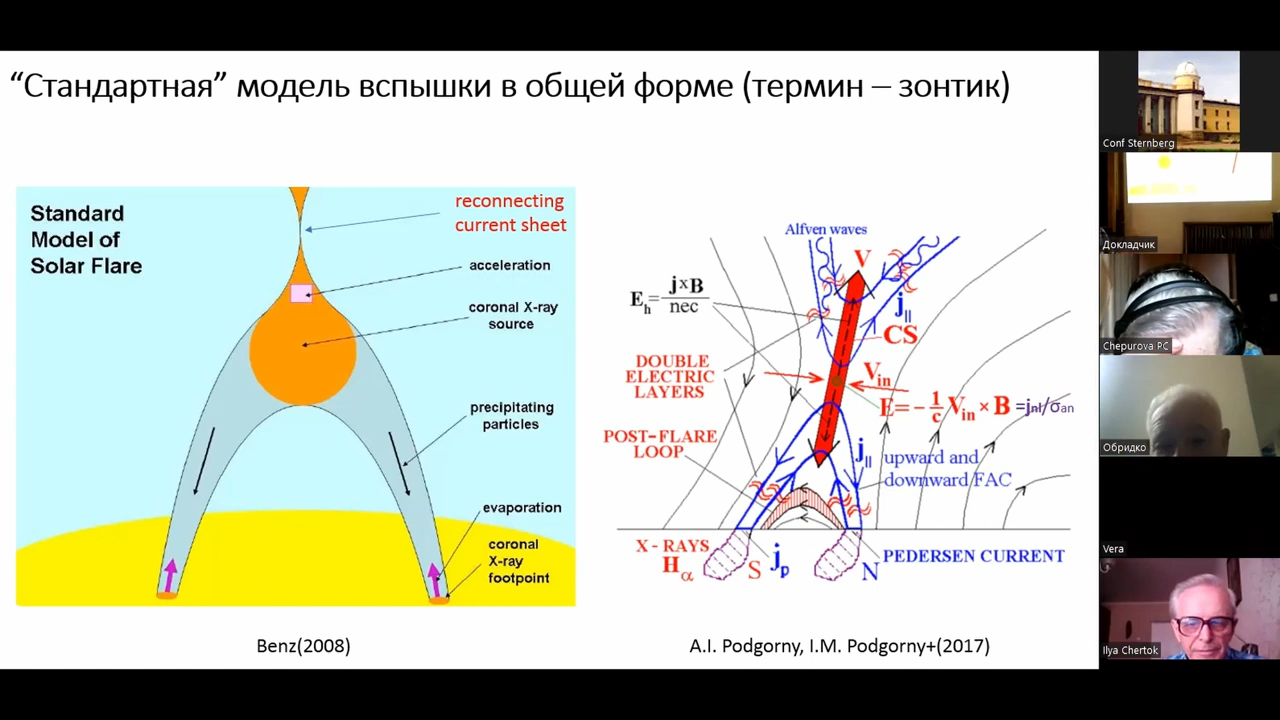 “Стандартная” модель вспышки в общей форме (термин – зонтик)
Standard
Model of
Solar Flare
reconnecting
current sheet
acceleration
coronal X-ray
source
precipitating
particles
evaporation
coronal
X-ray
footpoint
Benz(2008)
Alfven waves
V
E_h = j×B / nec
j_||
CS
DOUBLE
ELECTRIC
LAYERS
V_in
E = − 1/c V_in × B =j_nl/σ_an
POST-FLARE
LOOP
j_||
upward and
downward FAC
X - RAYS
H_α
S
j_p
N
PEDERSEN CURRENT
A.I. Podgorny, I.M. Podgorny+(2017)
Conf Sternberg
Докладчик
Chepurova PC
Обридко
Vera
Ilya Chertok